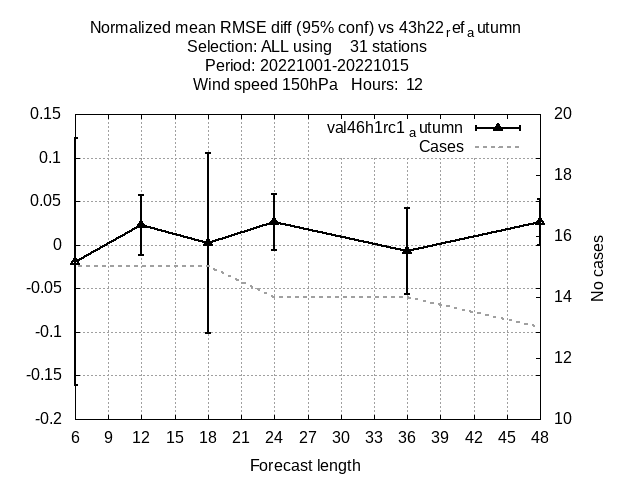 Normalized mean RMSE diff (95% conf) vs 43h22 r ef a utumn
Selection: ALL using 31 stations
Period: 20221001-20221015
Wind speed 150hPa Hours: 12
0.15
0.1
0.05
0
-0.05
-0.1
-0.15
-0.2
20
18
16
14
12
10
val46h1rc1 a utumn
Cases
No cases
6 9 12 15 18 21 24 27 30 33 36 39 42 45 48
Forecast length